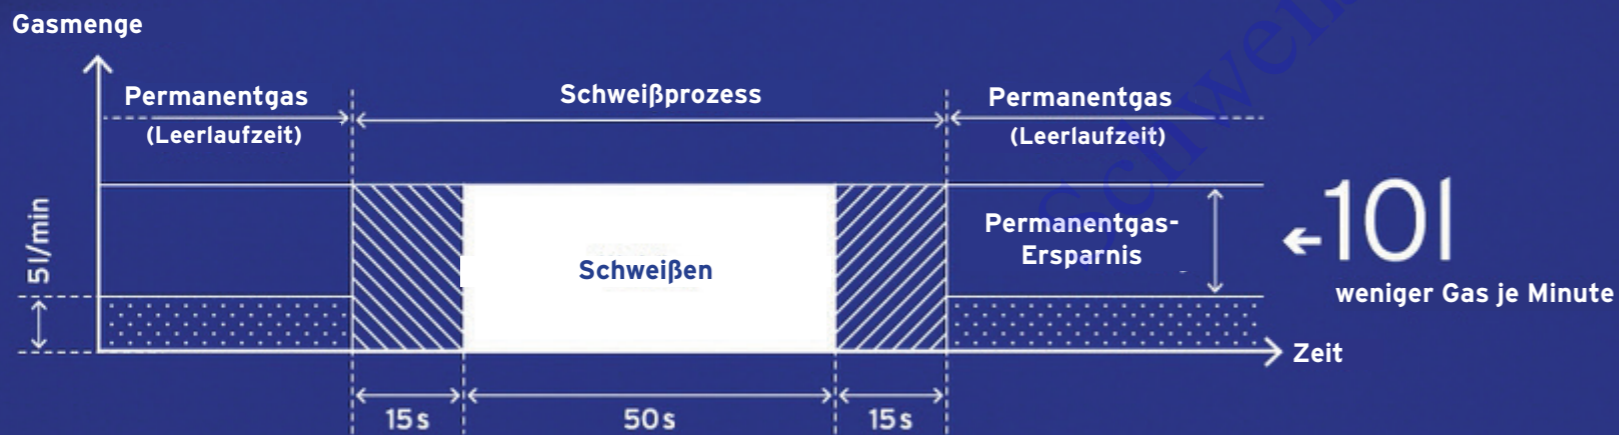 Gasmenge
Permanentgas
(Leerlaufzeit)
Schweißprozess
Permanentgas
(Leerlaufzeit)
5 l/min
Schweißen
Permanentgas-
Ersparnis
10 l
weniger Gas je Minute
Zeit
15 s
50 s
15 s